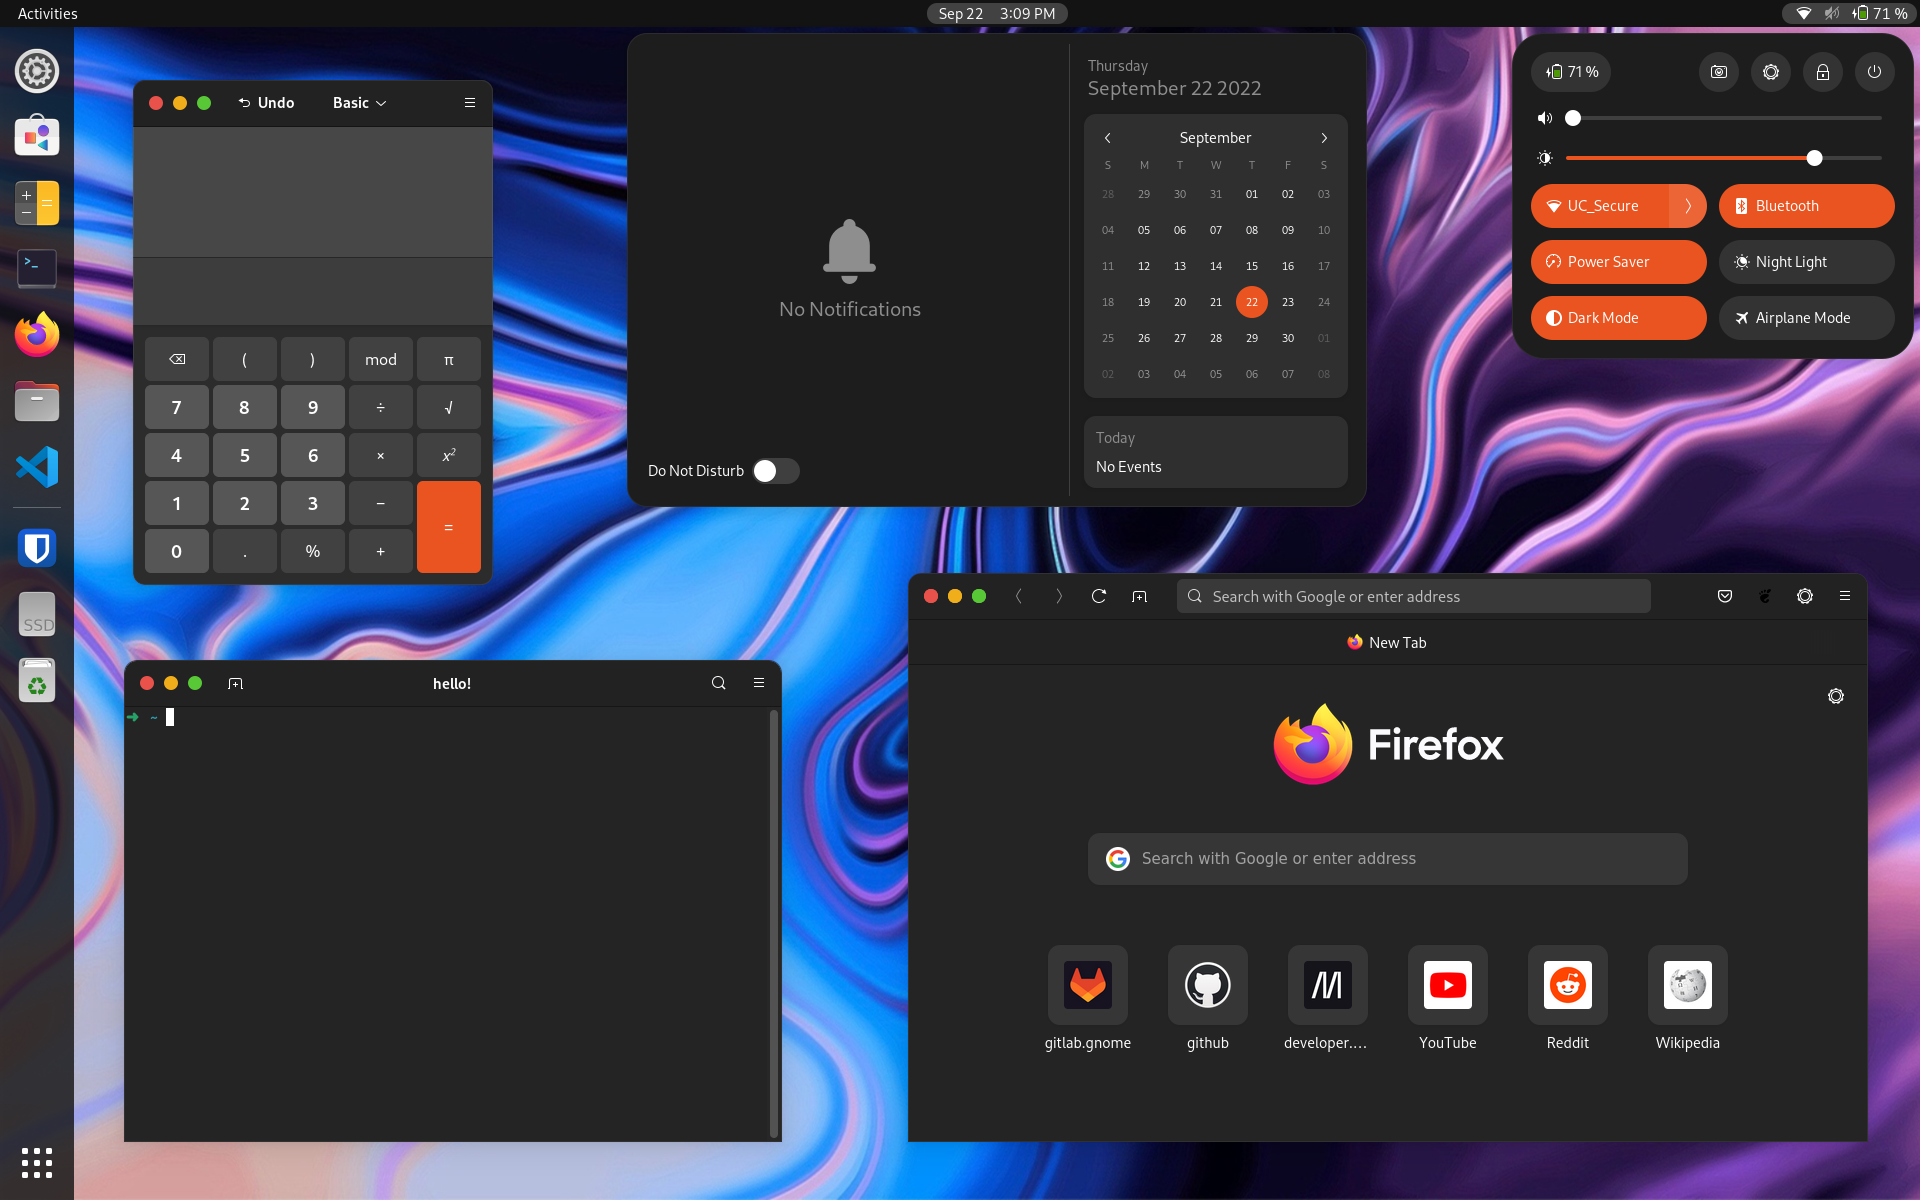 Activities
Sep 22 3:09 PM
71 %
Undo
Basic
( ) mod π
7 8 9 ÷ √
4 5 6 × x²
1 2 3 −
=
0 . % +
No Notifications
Do Not Disturb
Thursday
September 22 2022
September
S M T W T F S
28 29 30 31 01 02 03
04 05 06 07 08 09 10
11 12 13 14 15 16 17
18 19 20 21 22 23 24
25 26 27 28 29 30 01
02 03 04 05 06 07 08
Today
No Events
71 %
UC_Secure
Bluetooth
Power Saver
Night Light
Dark Mode
Airplane Mode
SSD
hello!
➜ ~
Search with Google or enter address
New Tab
Firefox
Search with Google or enter address
gitlab.gnome
github
developer....
YouTube
Reddit
Wikipedia